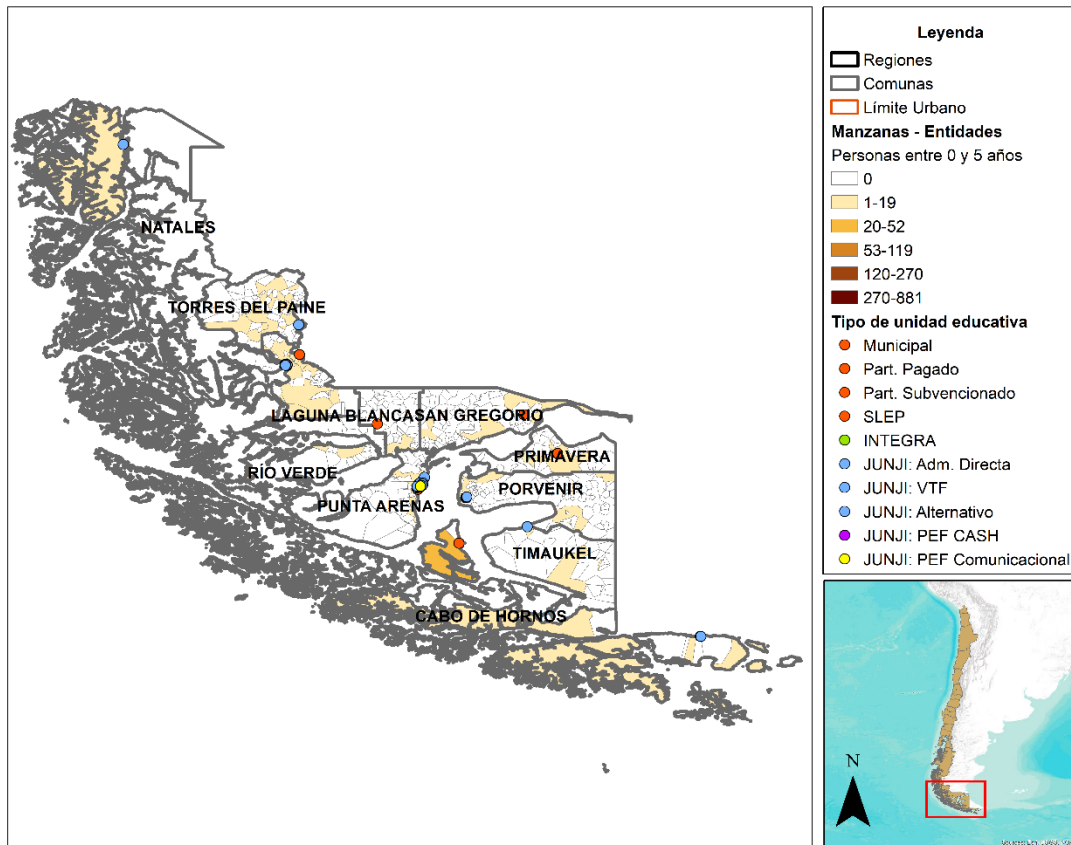 NATALES
TORRES DEL PAINE
LAGUNA BLANCA
SAN GREGORIO
PRIMAVERA
RÍO VERDE
PORVENIR
PUNTA ARENAS
TIMAUKEL
CABO DE HORNOS
Leyenda
Regiones
Comunas
Límite Urbano
Manzanas - Entidades
Personas entre 0 y 5 años
0
1-19
20-52
53-119
120-270
270-881
Tipo de unidad educativa
Municipal
Part. Pagado
Part. Subvencionado
SLEP
INTEGRA
JUNJI: Adm. Directa
JUNJI: VTF
JUNJI: Alternativo
JUNJI: PEF CASH
JUNJI: PEF Comunicacional
N